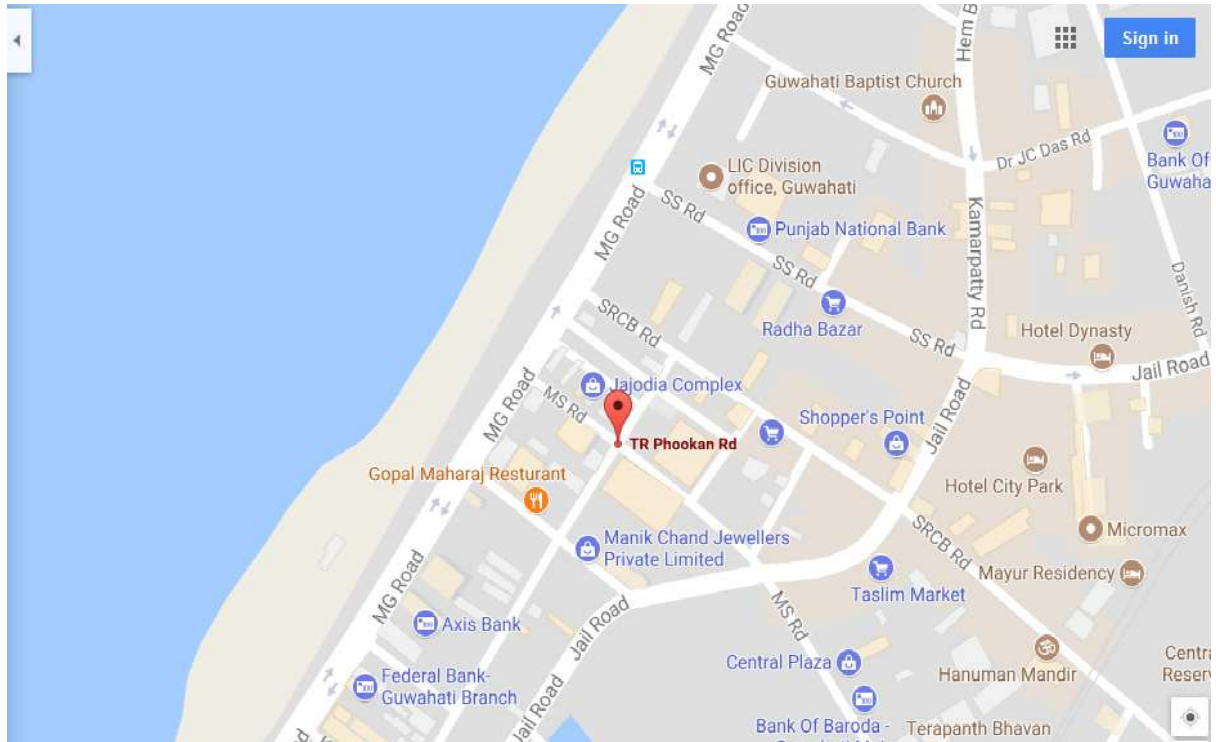 MG Road
Hem B
Sign in
Guwahati Baptist Church
Dr JC Das Rd
Bank Of
Guwaha
LIC Division
office, Guwahati
SS Rd
MG Road
Punjab National Bank
Kamarpatty Rd
SS Rd
Danish Rd
SRCB Rd
Radha Bazar
SS Rd
Hotel Dynasty
Jail Road
Jajodia Complex
MG Road
MS Rd
Shopper's Point
Jail Road
TR Phookan Rd
Gopal Maharaj Resturant
Hotel City Park
SRCB Rd
Micromax
Manik Chand Jewellers
Private Limited
Mayur Residency
MG Road
Taslim Market
Jail Road
MS Rd
Axis Bank
Central Plaza
Federal Bank-
Guwahati Branch
Hanuman Mandir
Centra
Reserv
Jail Road
Bank Of Baroda -
Terapanth Bhavan